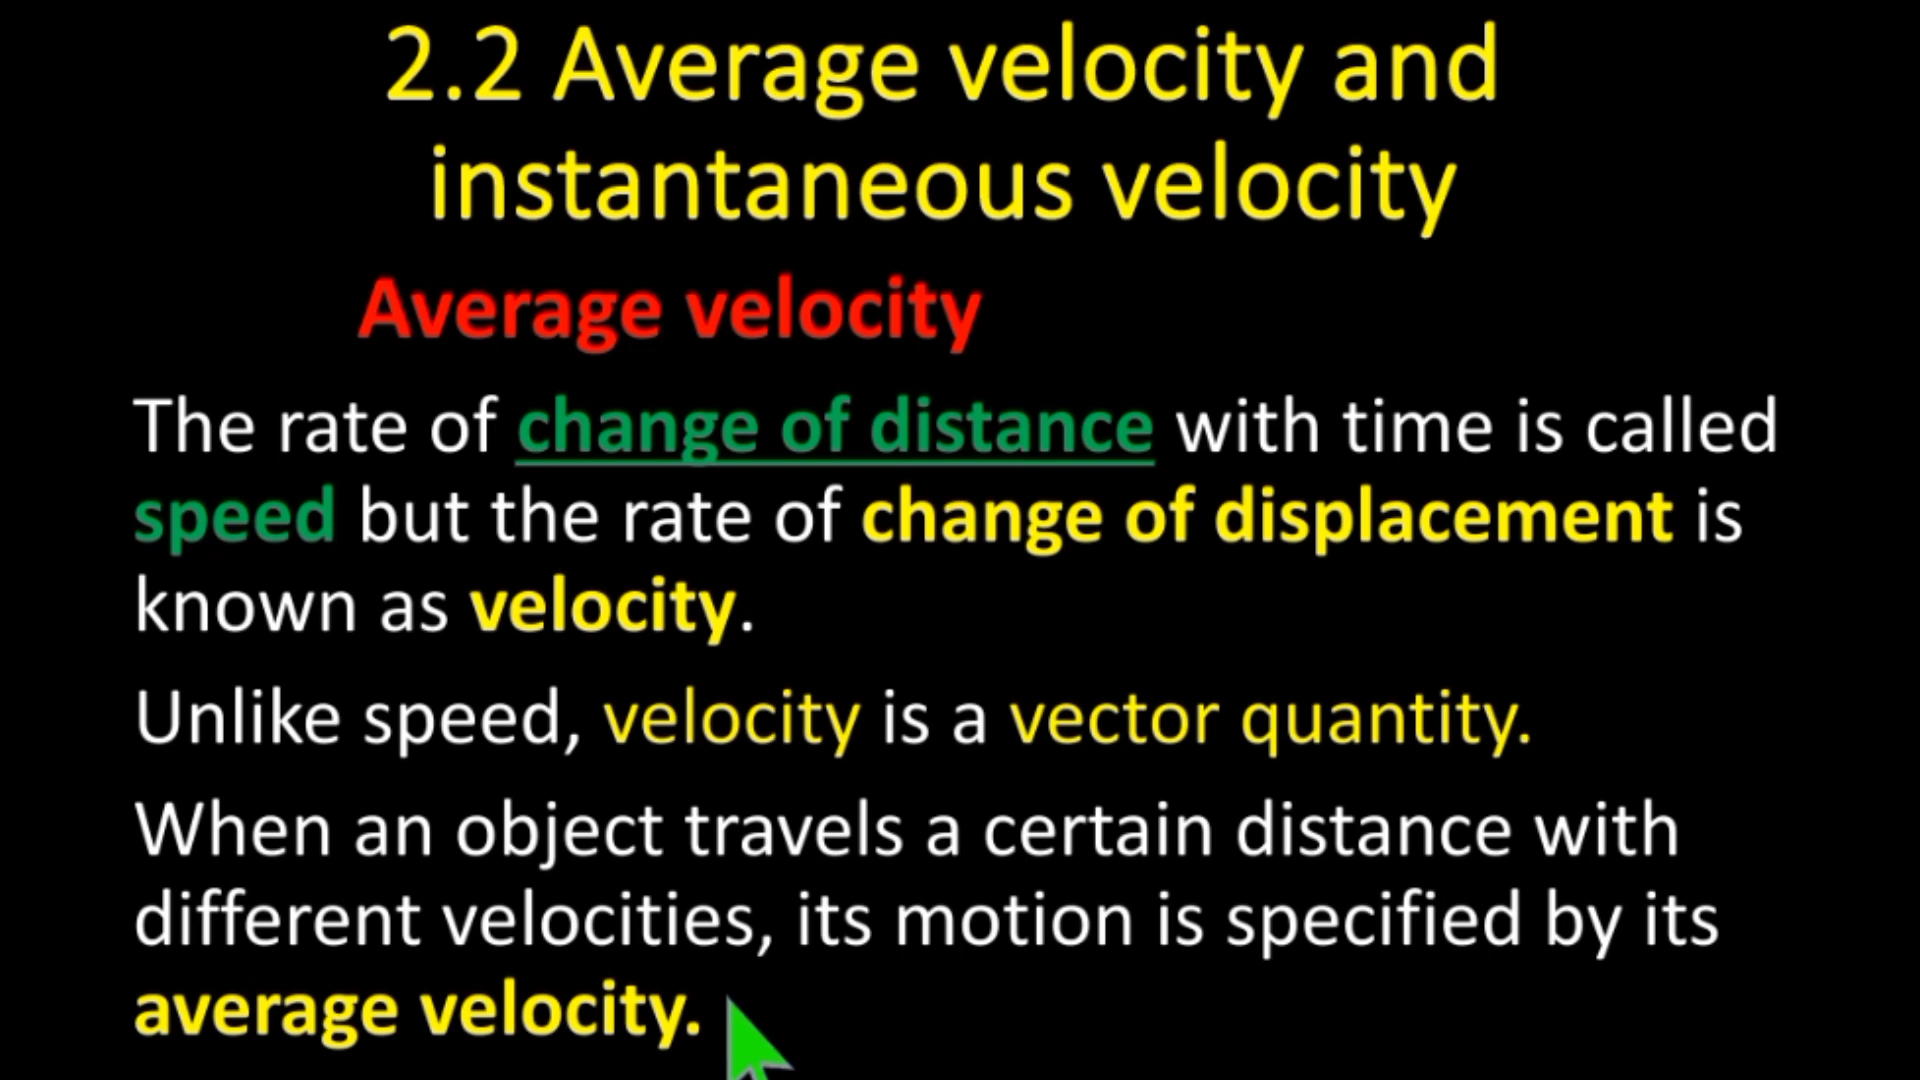 2.2 Average velocity and
instantaneous velocity
Average velocity
The rate of change of distance with time is called
speed but the rate of change of displacement is
known as velocity.
Unlike speed, velocity is a vector quantity.
When an object travels a certain distance with
different velocities, its motion is specified by its
average velocity.